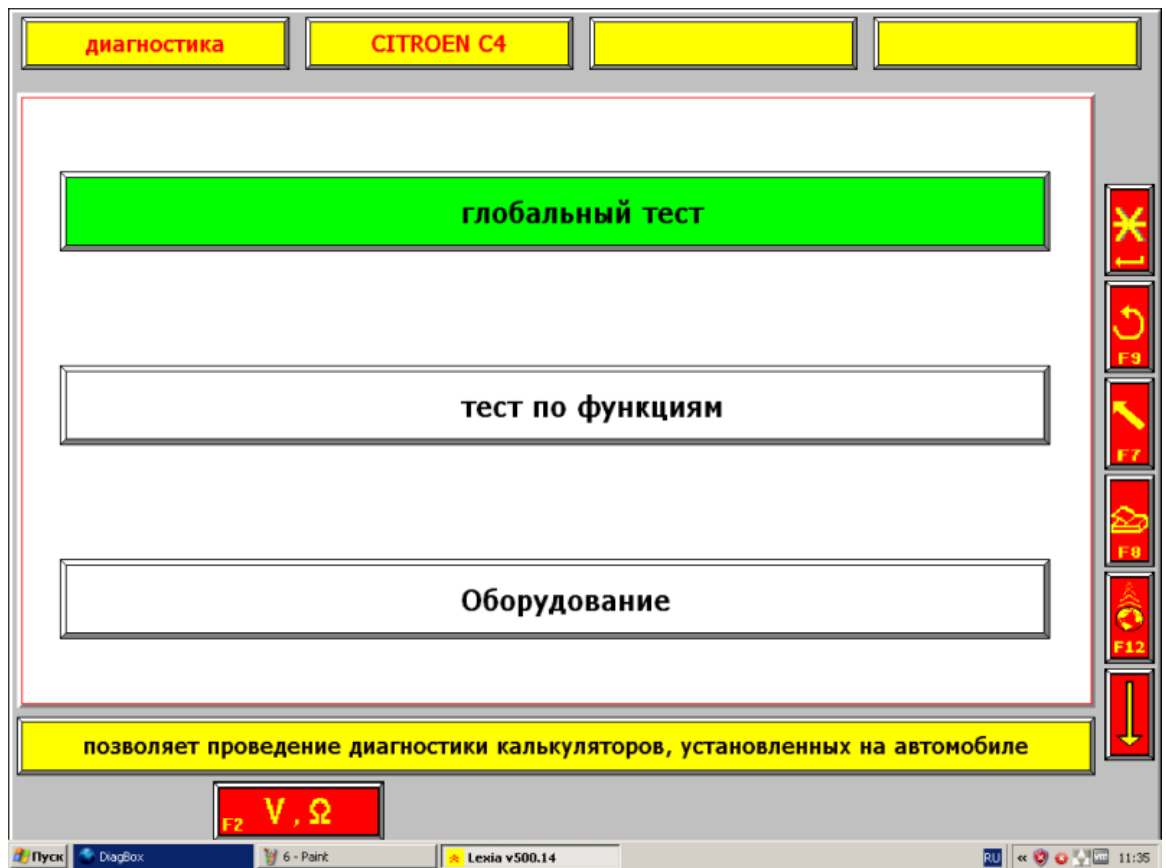 диагностика
CITROEN C4
глобальный тест
тест по функциям
Оборудование
F9
F7
F8
F12
позволяет проведение диагностики калькуляторов, установленных на автомобиле
F2 V , Ω
Пуск
DiagBox
6 - Paint
Lexia v500.14
RU
«
11:35